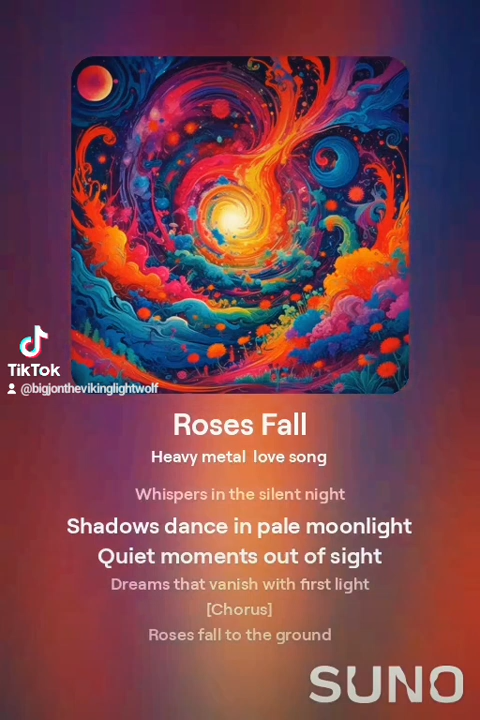 TikTok
@bigjonthevikinglightwolf
Roses Fall
Heavy metal love song
Whispers in the silent night
Shadows dance in pale moonlight
Quiet moments out of sight
Dreams that vanish with first light
[Chorus]
Roses fall to the ground
SUNO